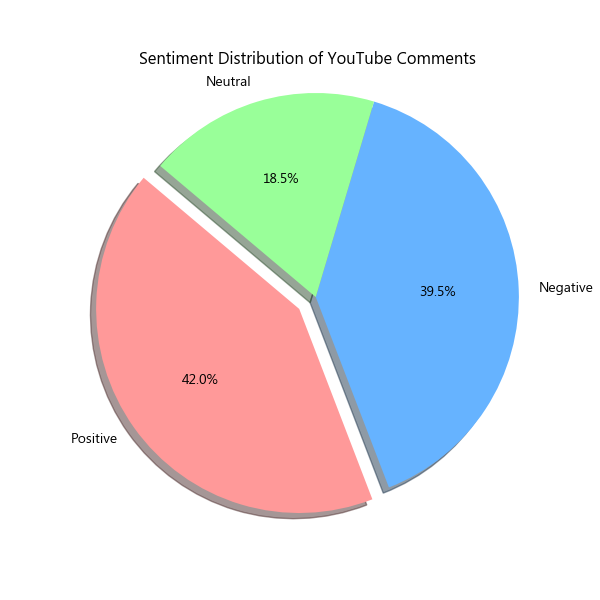 Sentiment Distribution of YouTube Comments
Neutral
18.5%
Negative
39.5%
42.0%
Positive